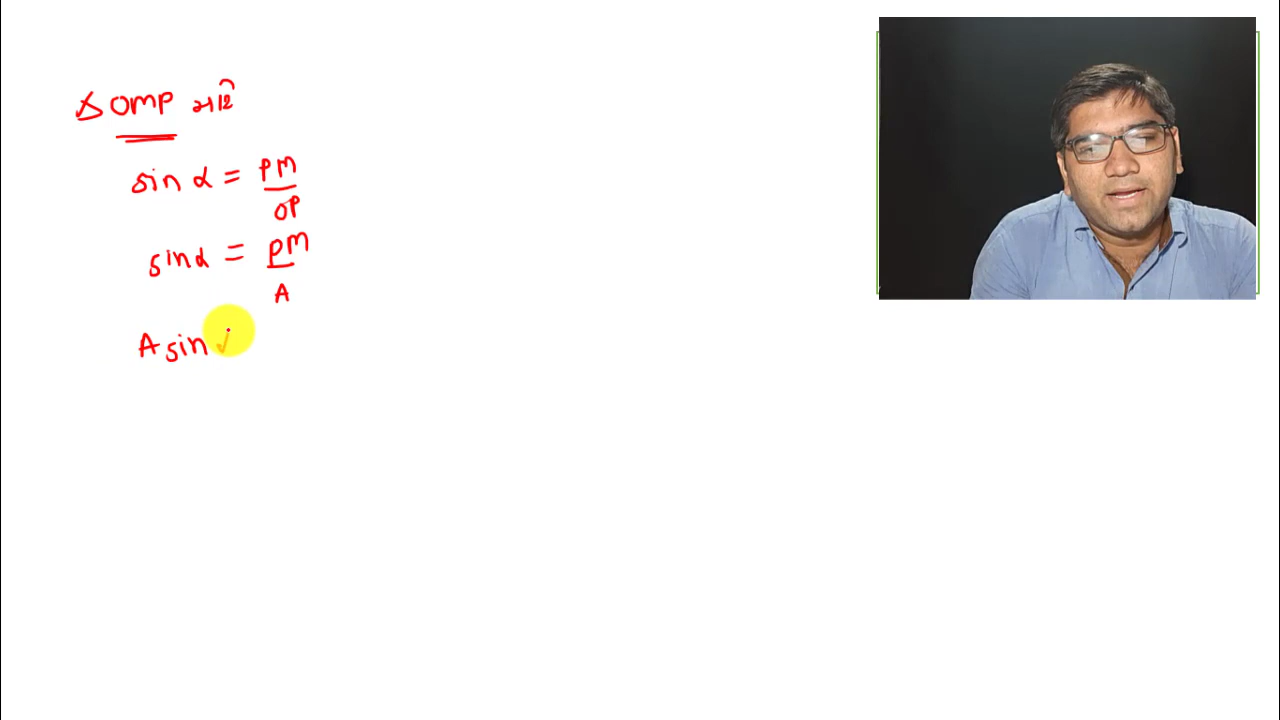 Δ OMP માટે
sin α = PM
OP
sin α = PM
A
A sin